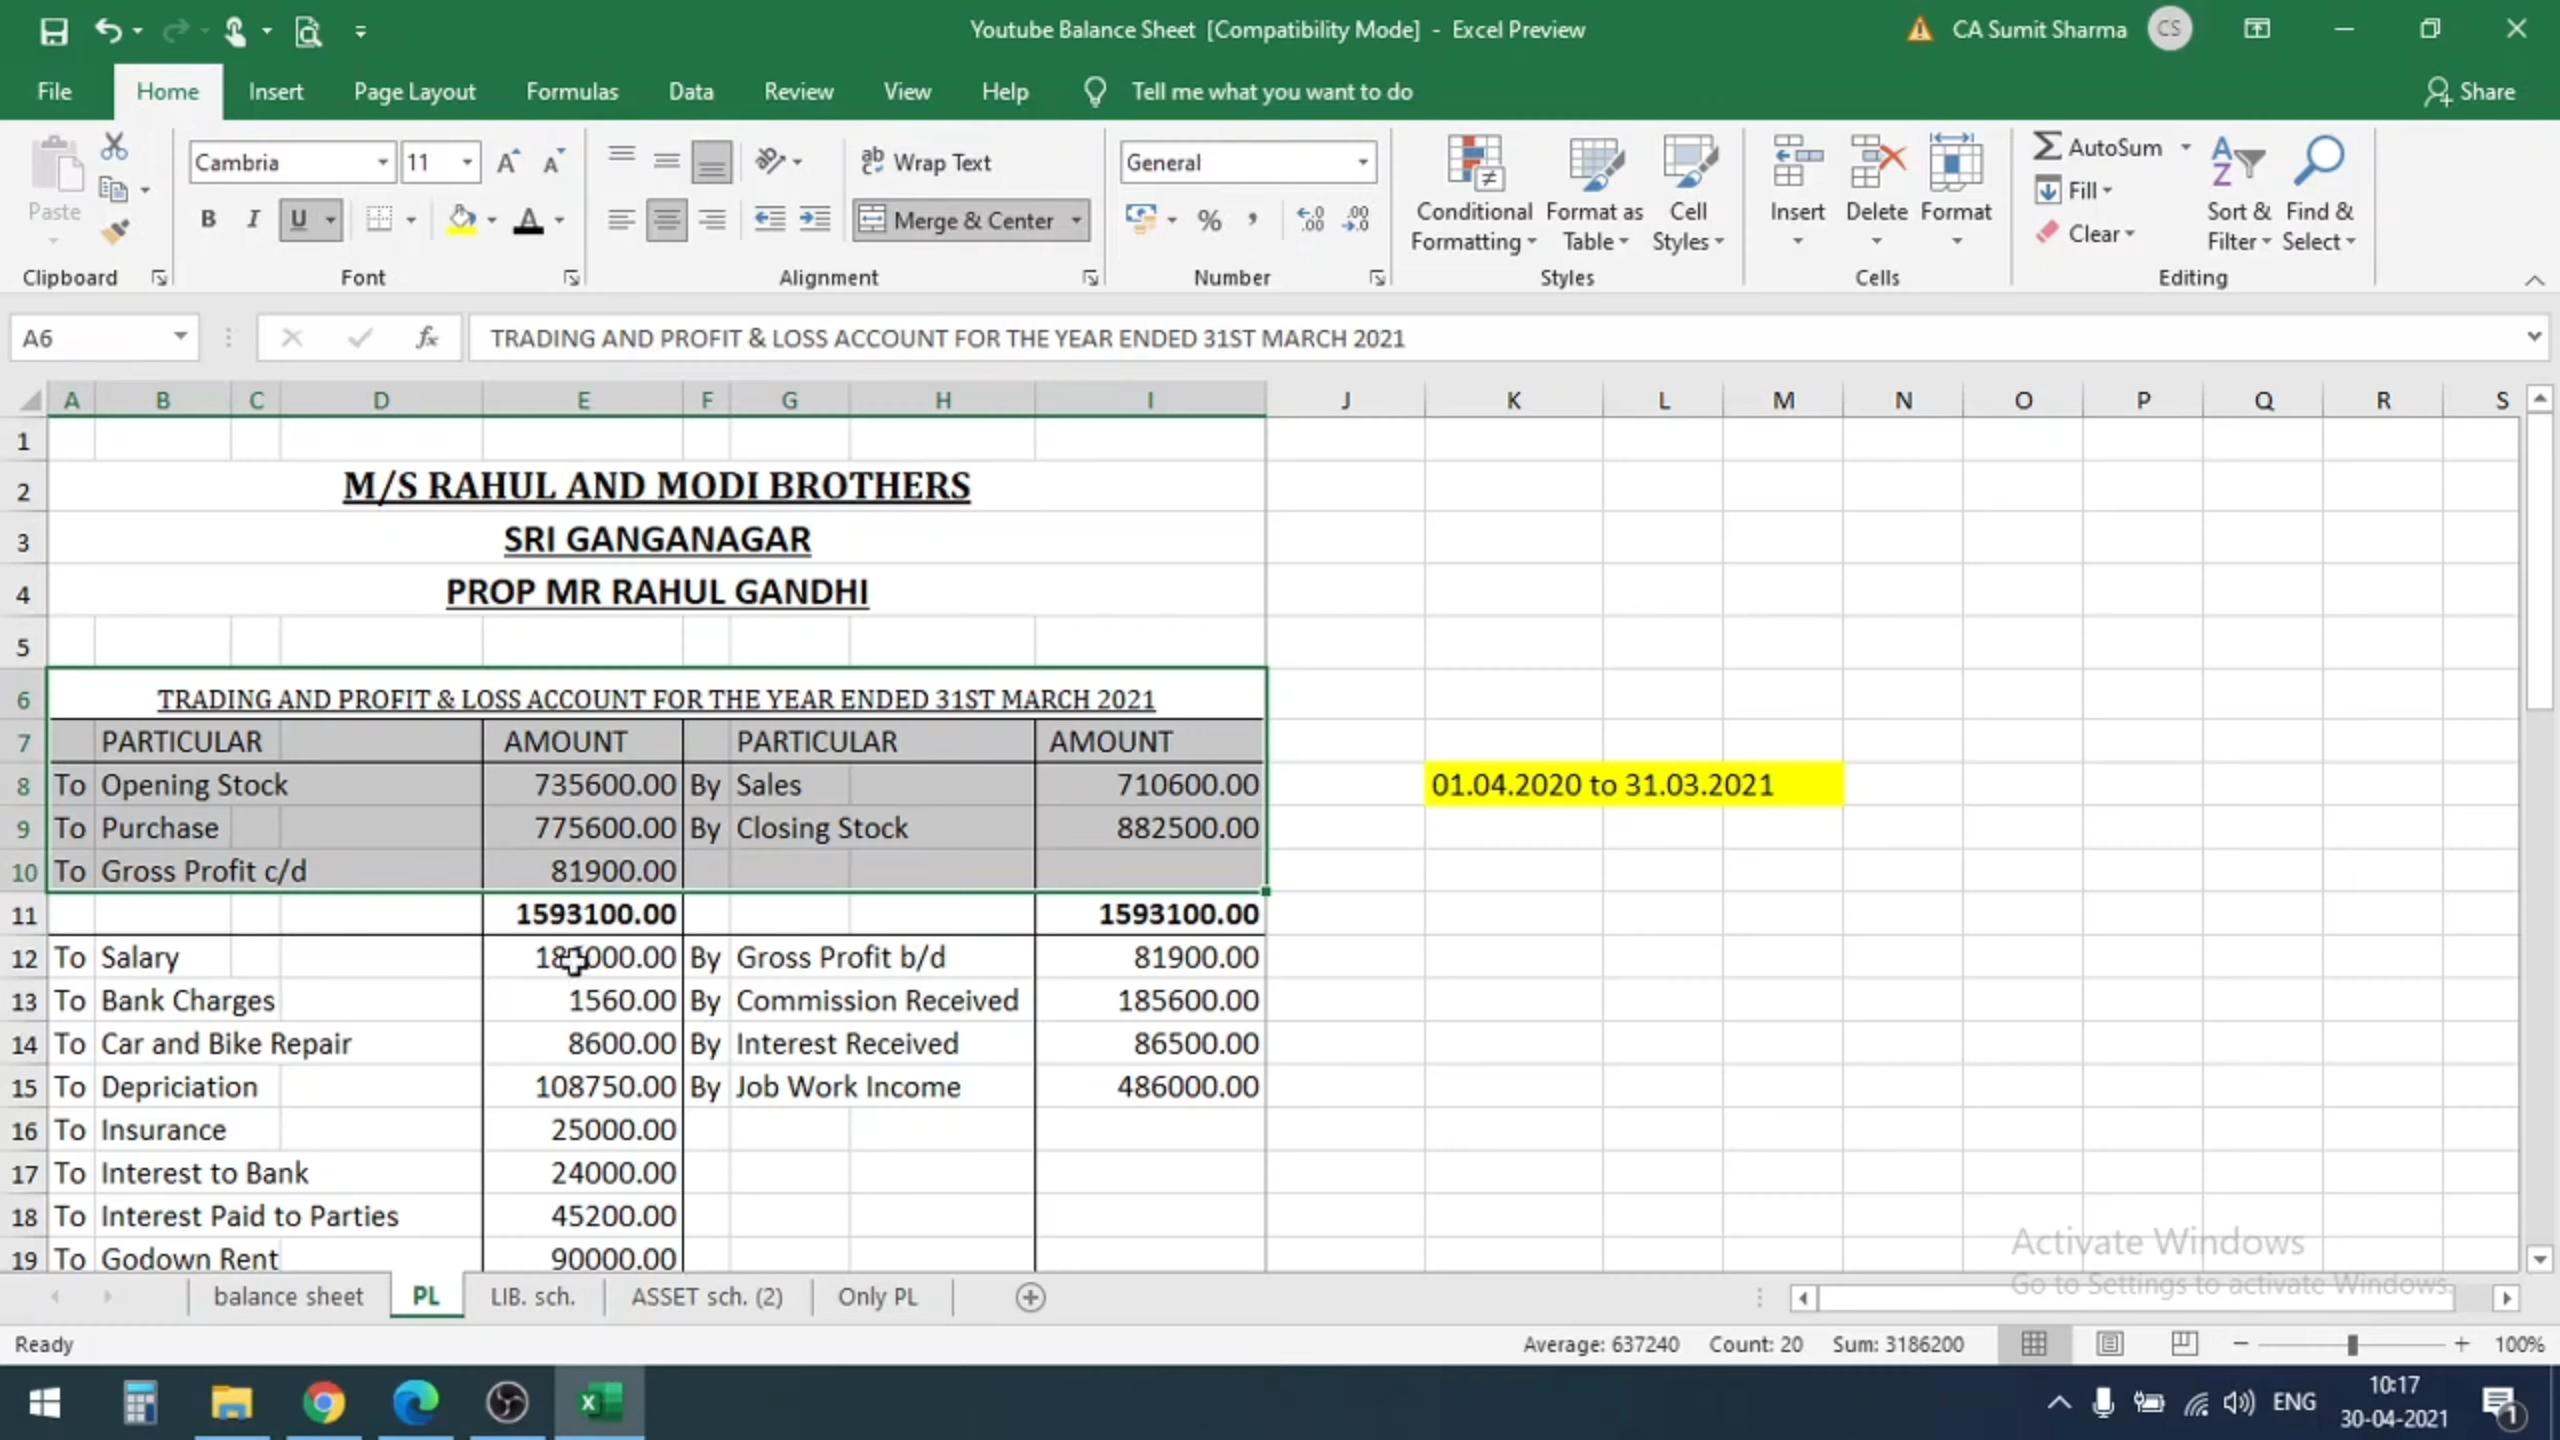 Youtube Balance Sheet [Compatibility Mode] - Excel Preview
CA Sumit Sharma CS
File Home Insert Page Layout Formulas Data Review View Help Tell me what you want to do Share
Paste
Cambria 11
Wrap Text
General
B I U
Merge & Center
Conditional Formatting
Format as Table
Cell Styles
Insert Delete Format
AutoSum
Fill
Clear
Sort & Filter
Find & Select
Clipboard Font Alignment Number Styles Cells Editing
A6 fx TRADING AND PROFIT & LOSS ACCOUNT FOR THE YEAR ENDED 31ST MARCH 2021
A B C D E F G H I J K L M N O P Q R S
1
2 M/S RAHUL AND MODI BROTHERS
3 SRI GANGANAGAR
4 PROP MR RAHUL GANDHI
5
6 TRADING AND PROFIT & LOSS ACCOUNT FOR THE YEAR ENDED 31ST MARCH 2021
7 PARTICULAR AMOUNT PARTICULAR AMOUNT
8 To Opening Stock 735600.00 By Sales 710600.00 01.04.2020 to 31.03.2021
9 To Purchase 775600.00 By Closing Stock 882500.00
10 To Gross Profit c/d 81900.00
11 1593100.00 1593100.00
12 To Salary By Gross Profit b/d 81900.00
13 To Bank Charges 1560.00 By Commission Received 185600.00
14 To Car and Bike Repair 8600.00 By Interest Received 86500.00
15 To Depriciation 108750.00 By Job Work Income 486000.00
16 To Insurance 25000.00
17 To Interest to Bank 24000.00
18 To Interest Paid to Parties 45200.00
19 To Godown Rent 90000.00
Activate Windows
Go to Settings to activate Windows.
balance sheet PL LIB. sch. ASSET sch. (2) Only PL
Ready Average: 637240 Count: 20 Sum: 3186200 100%
ENG 10:17
30-04-2021
1